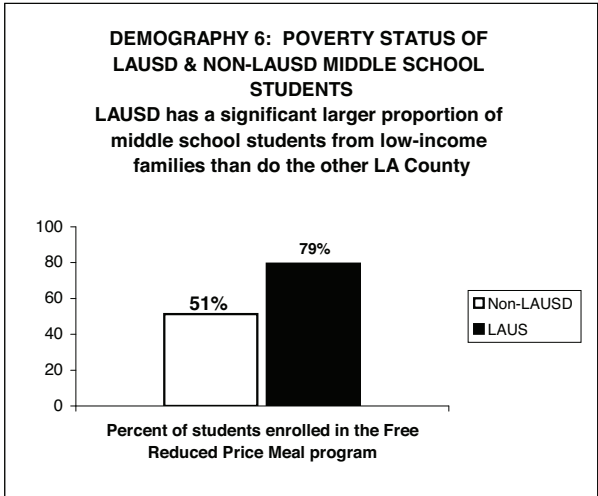 DEMOGRAPHY 6: POVERTY STATUS OF
LAUSD & NON-LAUSD MIDDLE SCHOOL
STUDENTS
LAUSD has a significant larger proportion of
middle school students from low-income
families than do the other LA County
100
80
60
40
20
0
51%
79%
Non-LAUSD
LAUS
Percent of students enrolled in the Free
Reduced Price Meal program